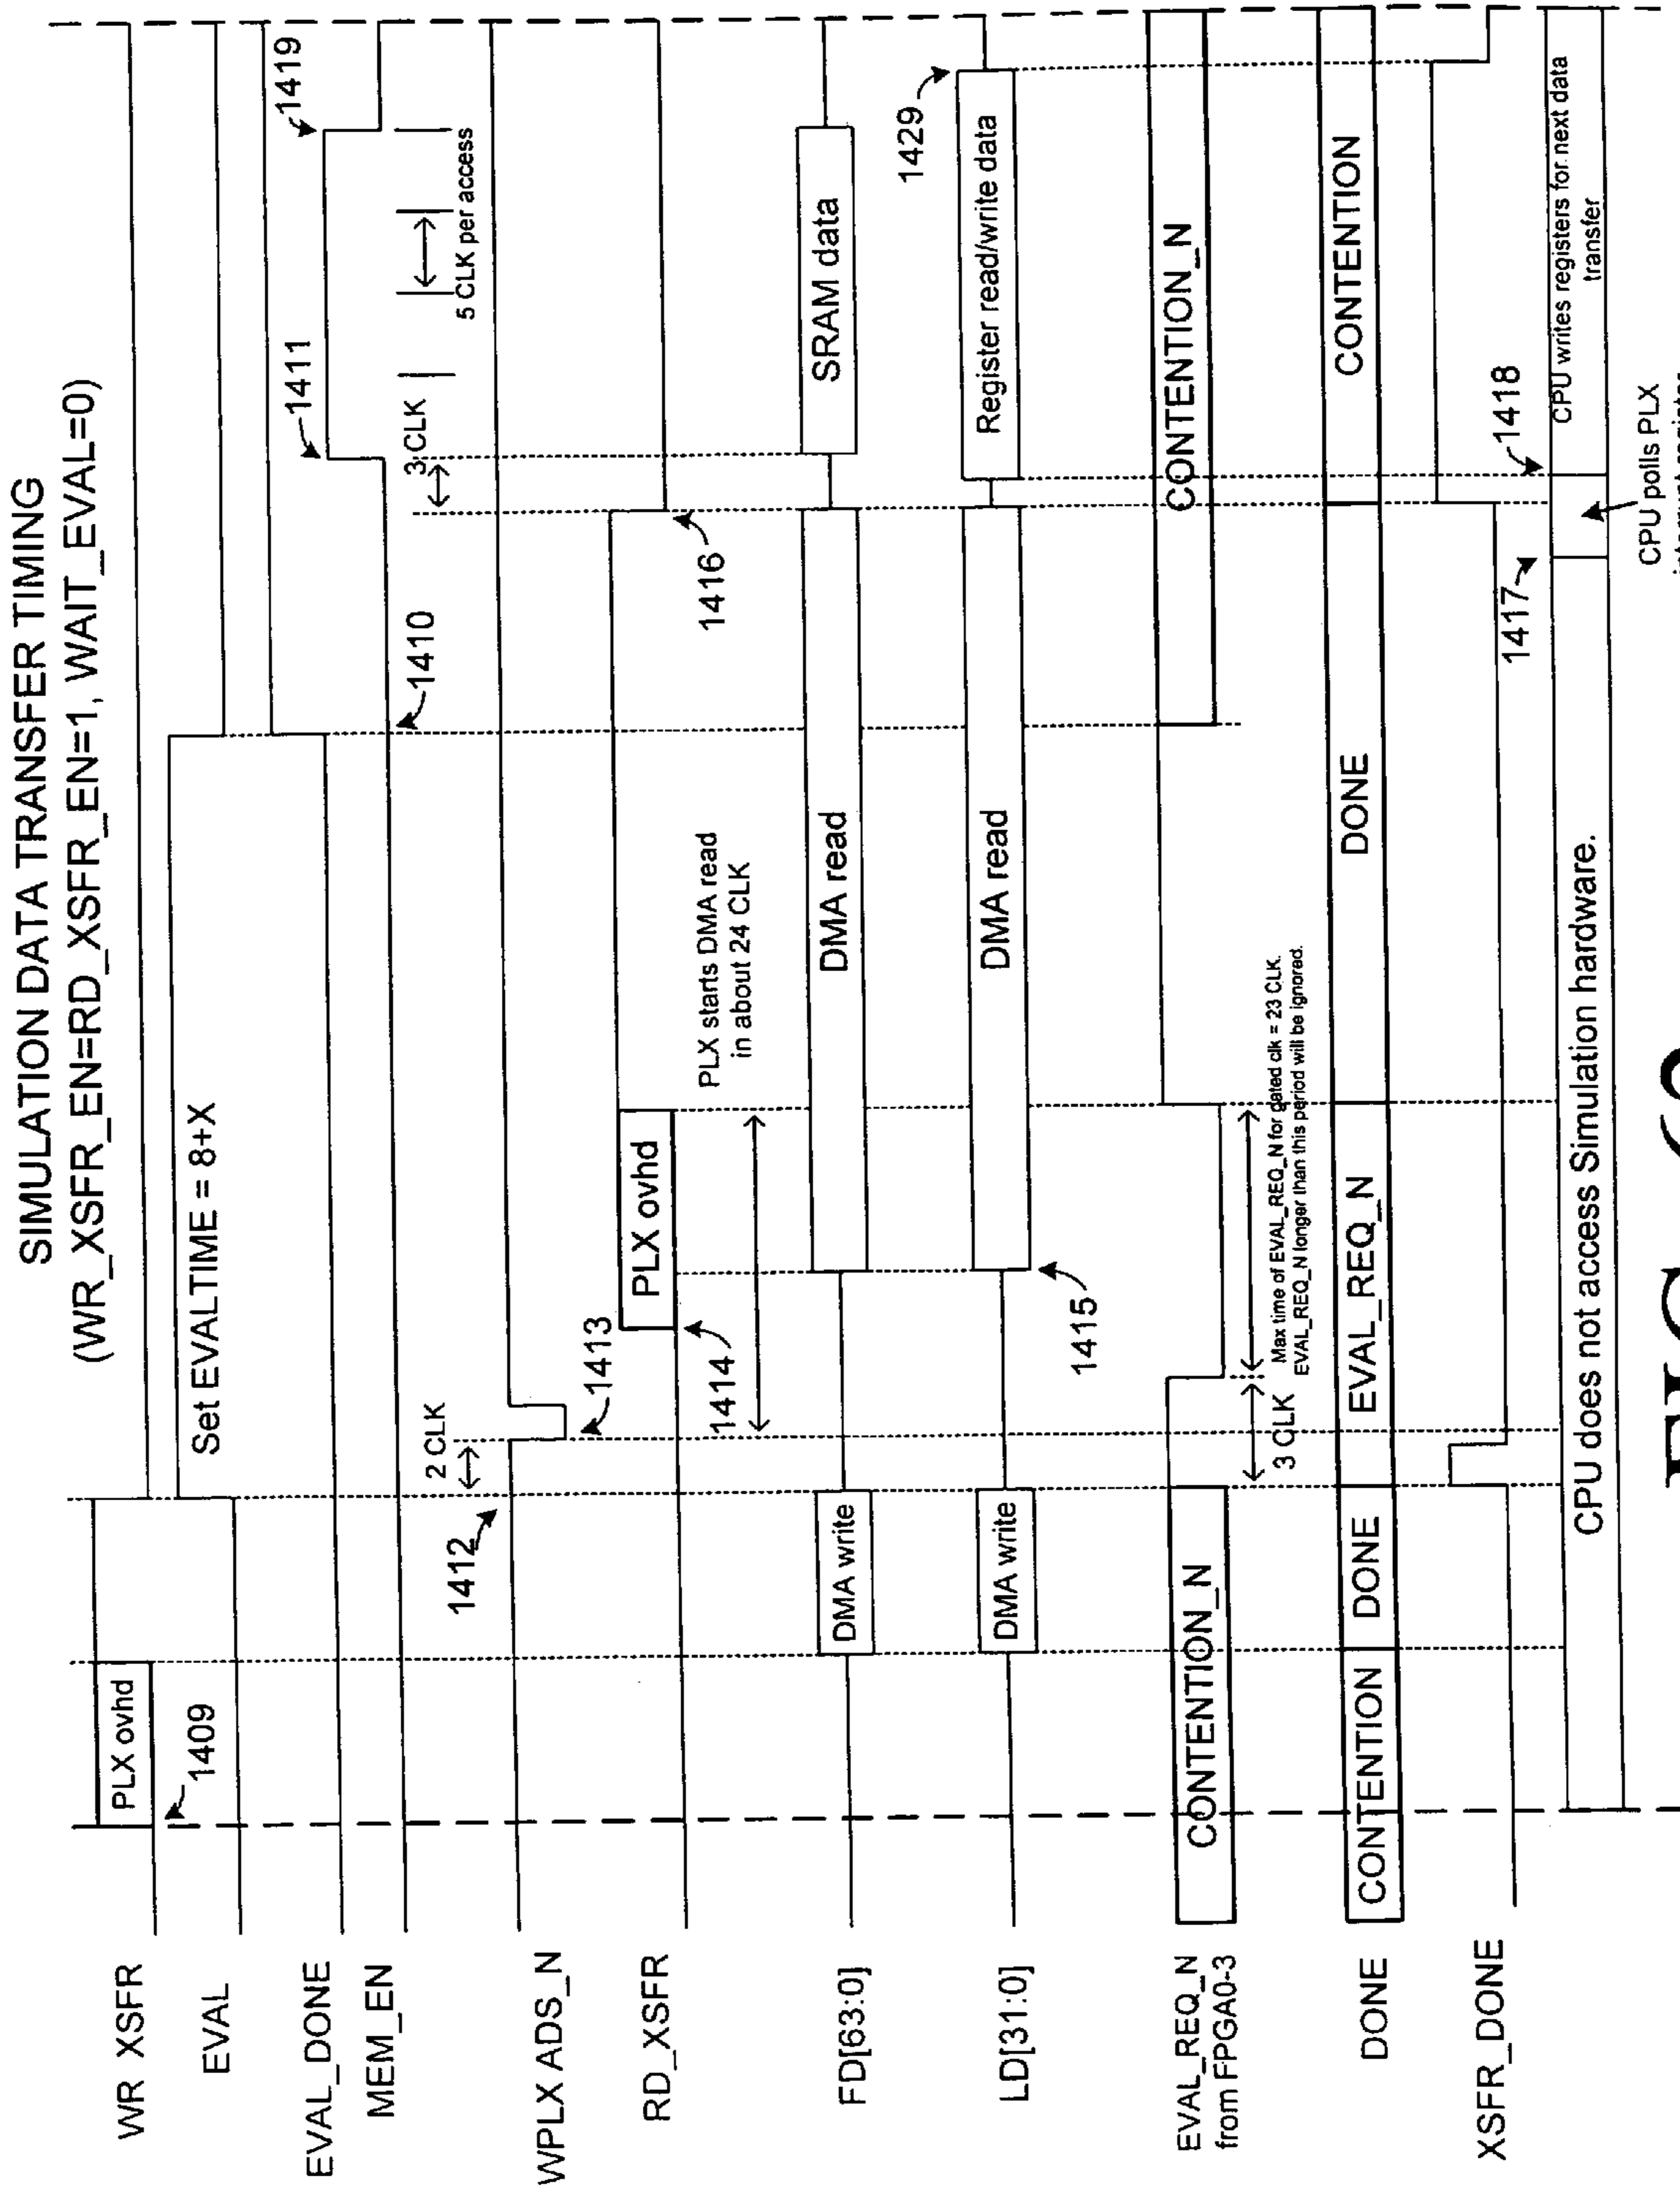 SIMULATION DATA TRANSFER TIMING
(WR_XSFR_EN=RD_XSFR_EN=1, WAIT_EVAL=0)
WR XSFR
PLX ovhd
1409
EVAL
Set EVALTIME = 8+X
EVAL_DONE
MEM_EN
1410
1411
1419
3 CLK
5 CLK per access
WPLX ADS_N
1412
2 CLK
1413
RD_XSFR
1414
PLX ovhd
PLX starts DMA read
in about 24 CLK
1416
FD[63:0]
DMA write
DMA read
SRAM data
LD[31:0]
DMA write
1415
DMA read
Register read/write data
1429
EVAL_REQ_N
from FPGA0-3
CONTENTION_N
CONTENTION_N
3 CLK
Max time of EVAL_REQ_N for gated clk = 23 CLK.
EVAL_REQ_N longer than this period will be ignored.
DONE
CONTENTION
DONE
EVAL_REQ_N
DONE
CONTENTION
XSFR_DONE
1417
1418
CPU does not access Simulation hardware.
CPU writes registers for next data
transfer
CPU polls PLX